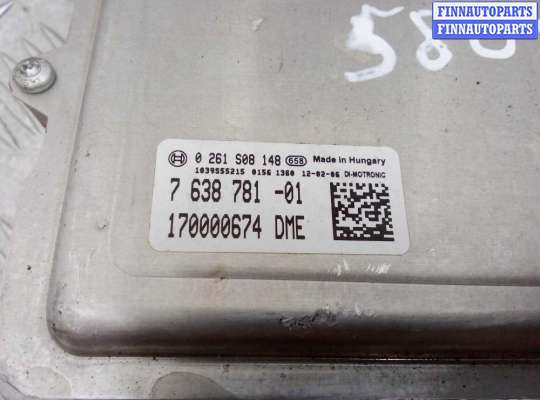 FINNAUTOPARTS
FINNAUTOPARTS
0 261 S08 148 658 Made in Hungary
1039S55215 0156 1360 12-02-06 DI-MOTRONIC
7 638 781 -01
170000674 DME